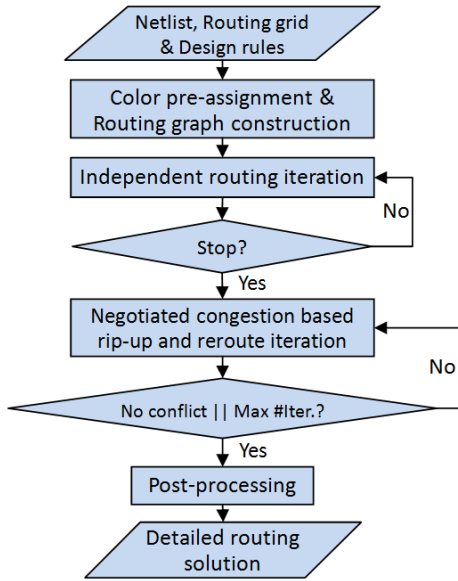 Netlist, Routing grid
& Design rules
Color pre-assignment &
Routing graph construction
Independent routing iteration
No
Stop?
Yes
Negotiated congestion based
rip-up and reroute iteration
No
No conflict || Max #Iter.?
Yes
Post-processing
Detailed routing
solution